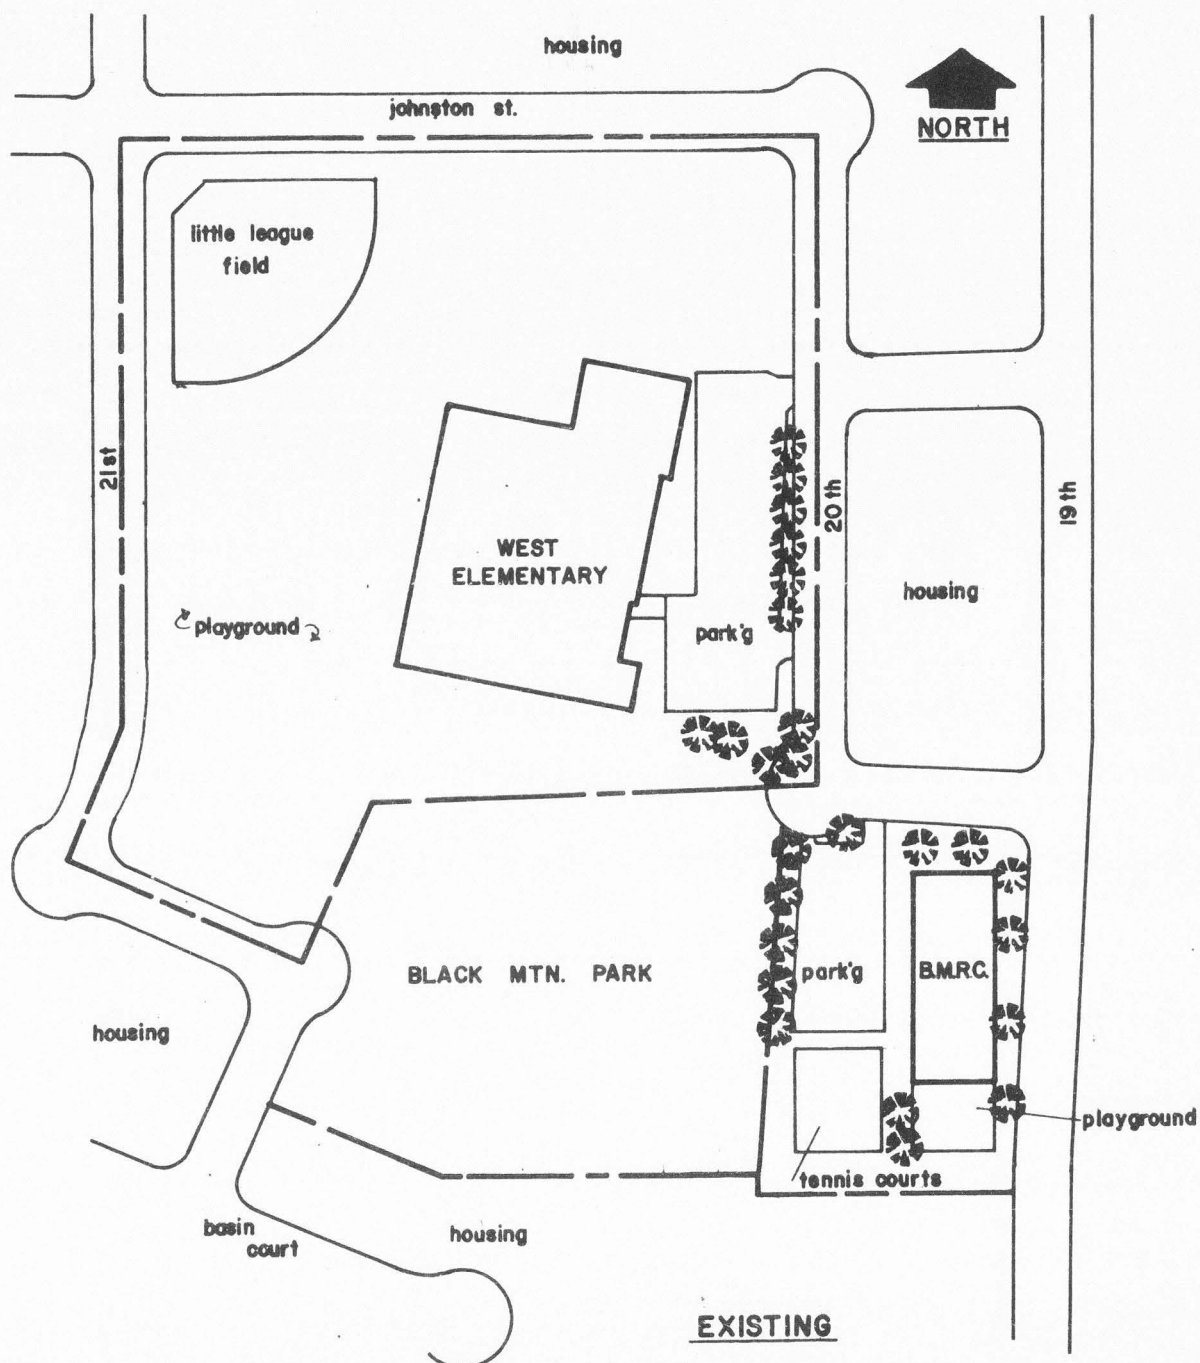 housing
johnston st.
NORTH
little league
field
21st
20th
19th
WEST
ELEMENTARY
housing
playground
park'g
BLACK MTN. PARK
park'g
B.M.R.C.
housing
playground
tennis courts
basin
court
housing
EXISTING